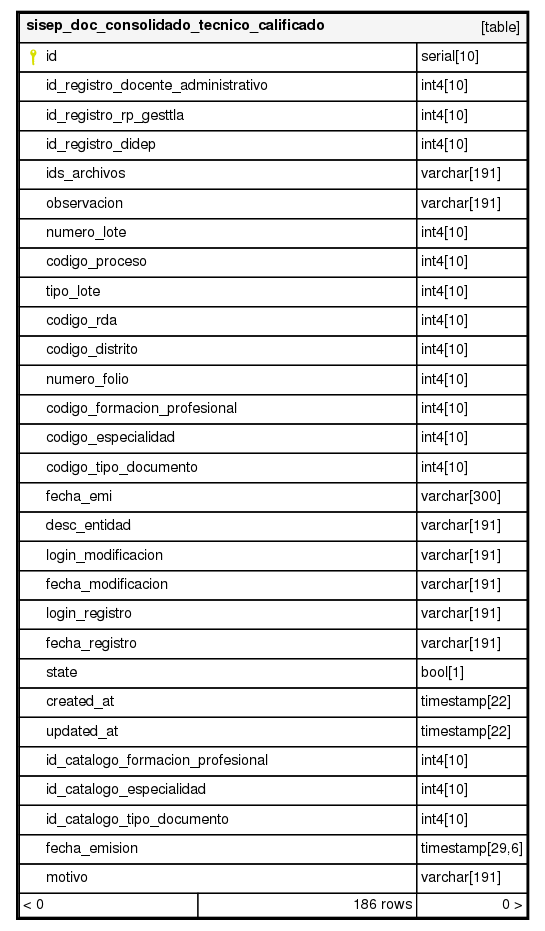 sisep_doc_consolidado_tecnico_calificado [table]
id serial[10]
id_registro_docente_administrativo int4[10]
id_registro_rp_gesttla int4[10]
id_registro_didep int4[10]
ids_archivos varchar[191]
observacion varchar[191]
numero_lote int4[10]
codigo_proceso int4[10]
tipo_lote int4[10]
codigo_rda int4[10]
codigo_distrito int4[10]
numero_folio int4[10]
codigo_formacion_profesional int4[10]
codigo_especialidad int4[10]
codigo_tipo_documento int4[10]
fecha_emi varchar[300]
desc_entidad varchar[191]
login_modificacion varchar[191]
fecha_modificacion varchar[191]
login_registro varchar[191]
fecha_registro varchar[191]
state bool[1]
created_at timestamp[22]
updated_at timestamp[22]
id_catalogo_formacion_profesional int4[10]
id_catalogo_especialidad int4[10]
id_catalogo_tipo_documento int4[10]
fecha_emision timestamp[29,6]
motivo varchar[191]
< 0 186 rows 0 >